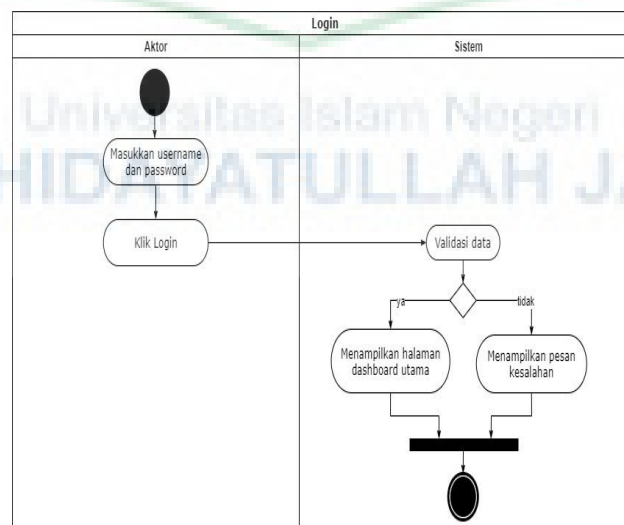 Login
Aktor
Sistem
Universitas Islam Negeri
HIDAYATULLAH JA
Masukkan username
dan password
Klik Login
Validasi data
ya
tidak
Menampilkan halaman
dashboard utama
Menampilkan pesan
kesalahan